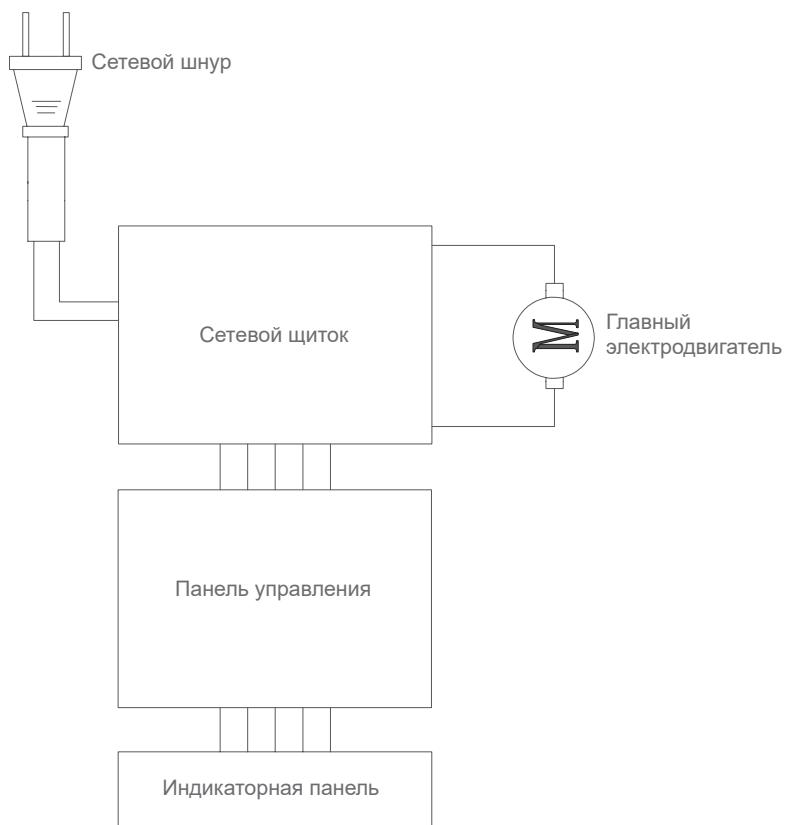 Сетевой шнур
Сетевой щиток
M
Главный
электродвигатель
Панель управления
Индикаторная панель